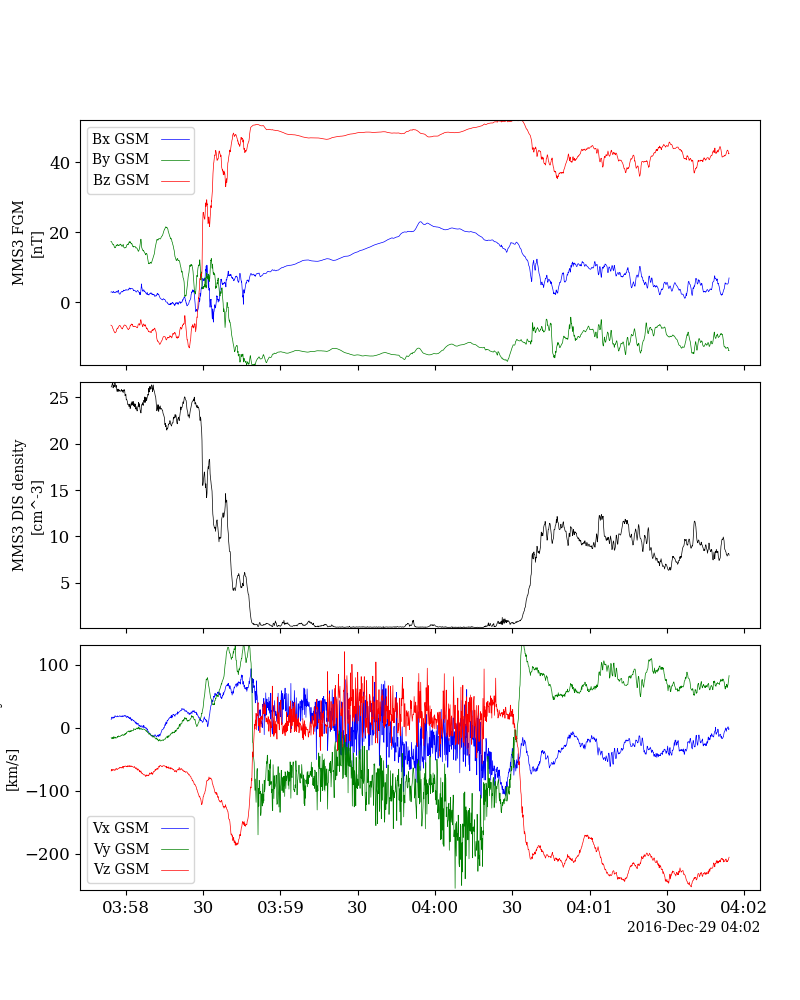 Bx GSM
By GSM
Bz GSM
40
20
0
MMS3 FGM
[nT]
25
20
15
10
5
MMS3 DIS density
[cm^-3]
100
0
−100
−200
[km/s]
Vx GSM
Vy GSM
Vz GSM
03:58
30
03:59
30
04:00
30
04:01
30
04:02
2016-Dec-29 04:02